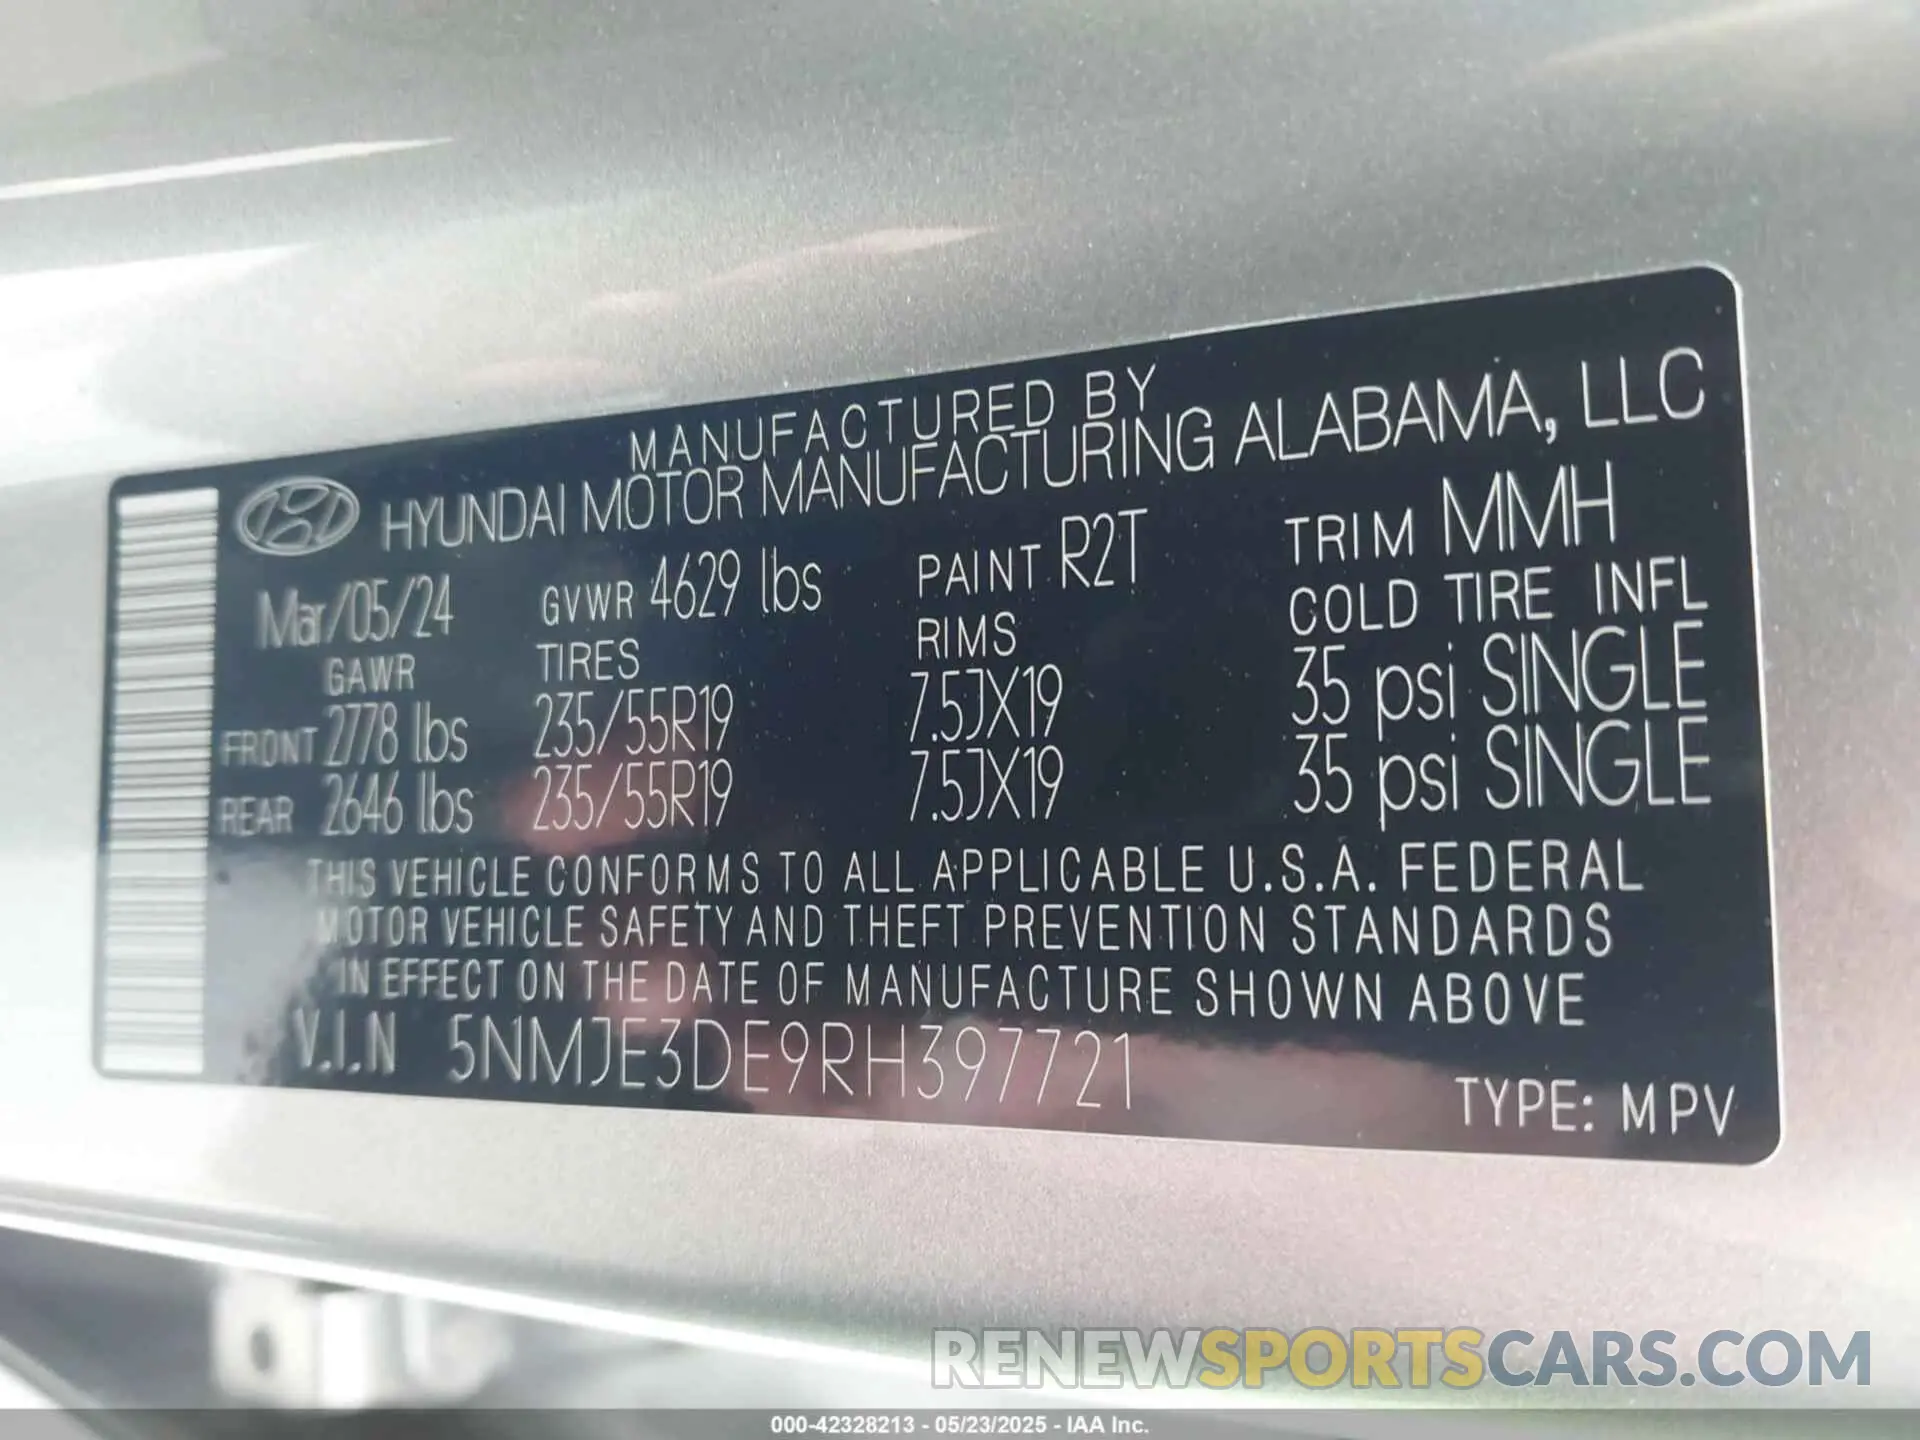 MANUFACTURED BY
HYUNDAI MOTOR MANUFACTURING ALABAMA, LLC
Mar/05/24 GVWR 4629 lbs PAINT R2T TRIM MMH
GAWR TIRES RIMS COLD TIRE INFL
FRONT 2778 lbs 235/55R19 7.5JX19 35 psi SINGLE
REAR 2646 lbs 235/55R19 7.5JX19 35 psi SINGLE
THIS VEHICLE CONFORMS TO ALL APPLICABLE U.S.A. FEDERAL
MOTOR VEHICLE SAFETY AND THEFT PREVENTION STANDARDS
IN EFFECT ON THE DATE OF MANUFACTURE SHOWN ABOVE
V.I.N 5NMJE3DE9RH397721
TYPE: MPV
RENEWSPORTSCARS.COM
000-42328213 - 05/23/2025 - IAA Inc.